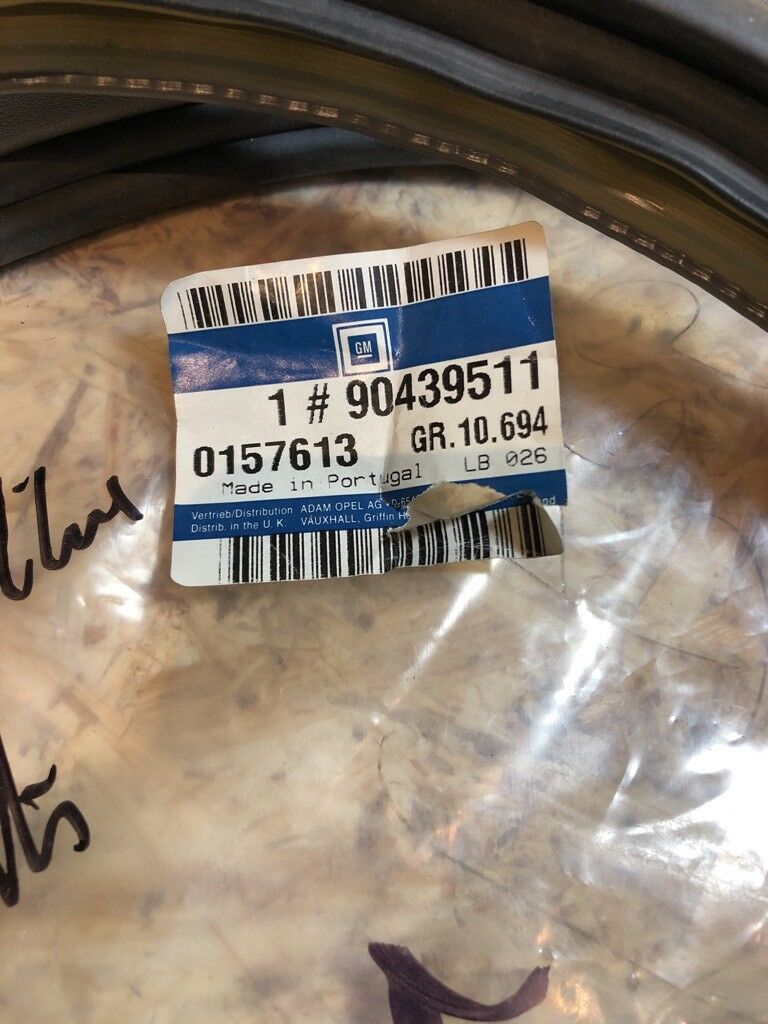 GM
1 # 90439511
0157613 GR.10.694
Made in Portugal LB 026
Vertrieb/Distribution ADAM OPEL AG
Distrib. in the U. K. VAUXHALL, Griffin